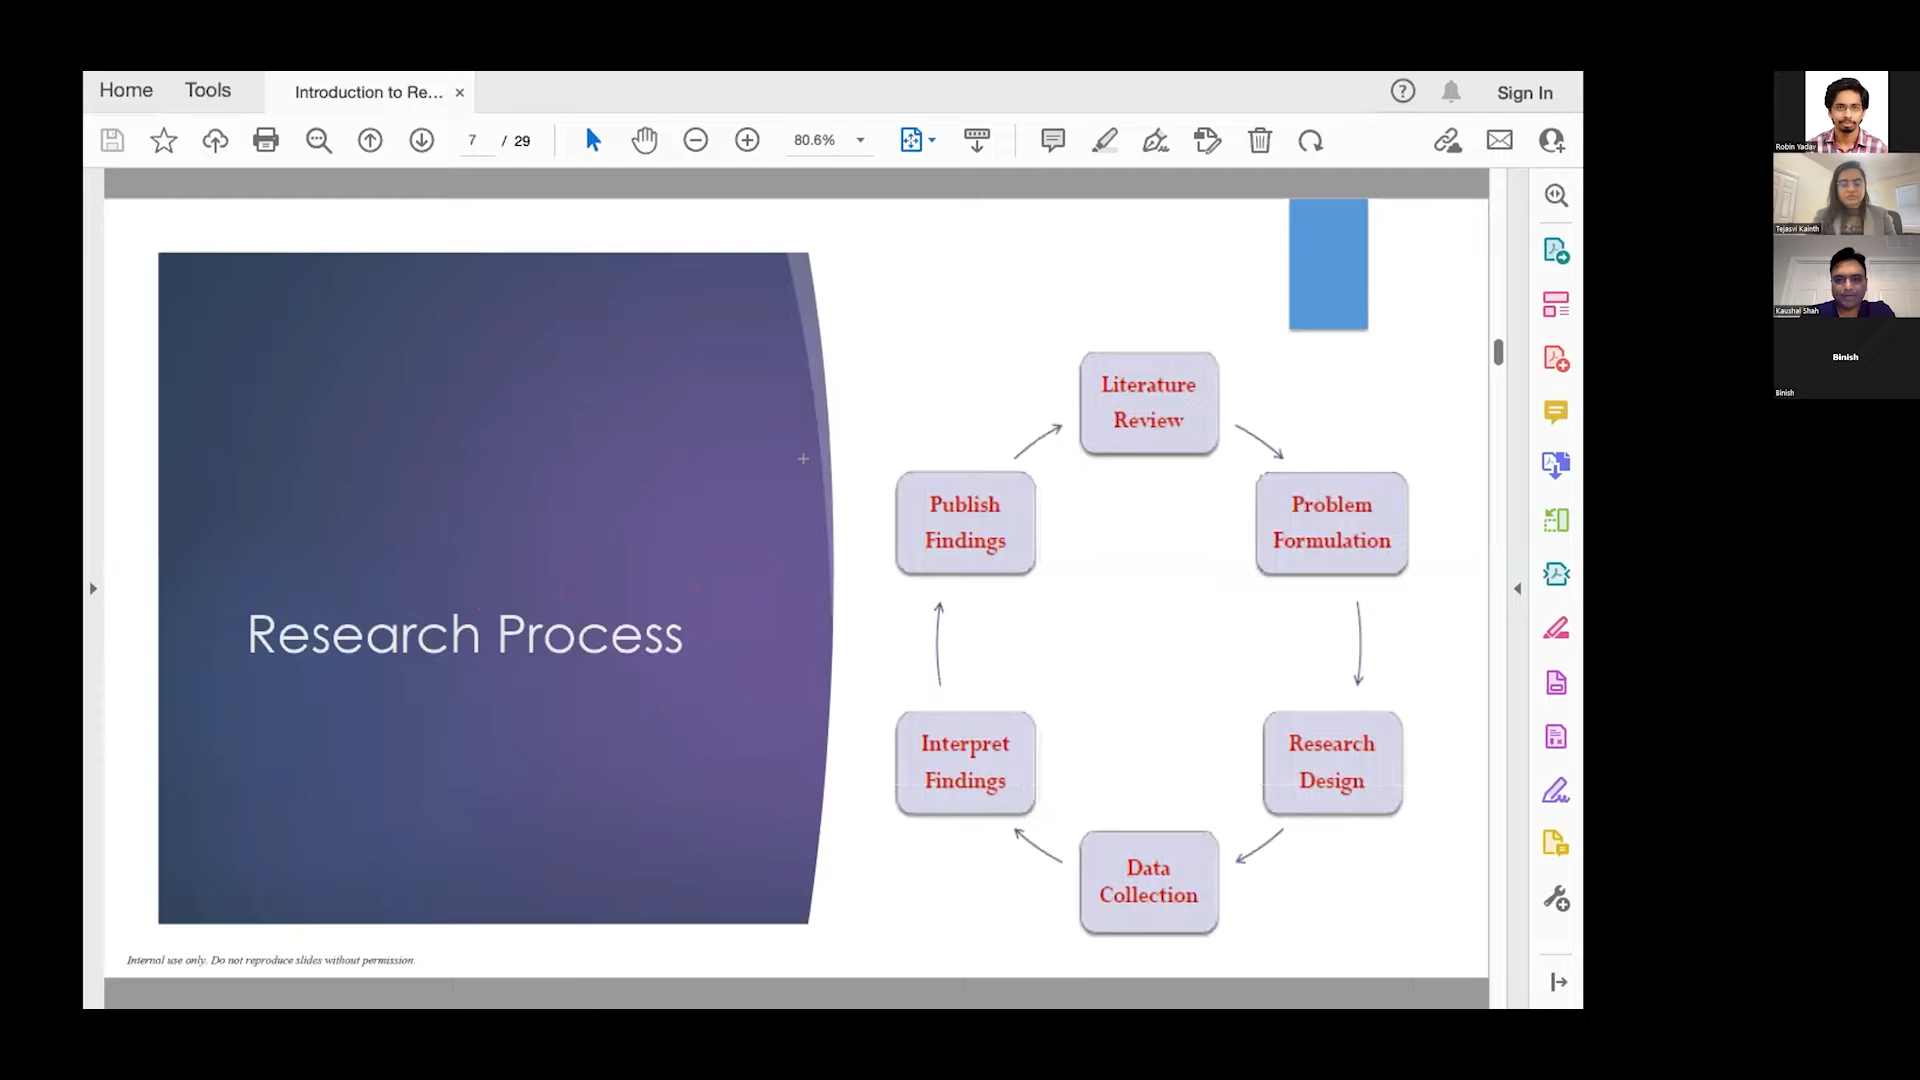 Home Tools Introduction to Re... × Sign In
7 / 29 80.6%
Robin Yadav
Tejasvi Kainth
Kaushal Shah
Binish
Binish
Literature
Review
Publish
Findings
Problem
Formulation
Research Process
Interpret
Findings
Research
Design
Data
Collection
Internal use only. Do not reproduce slides without permission.